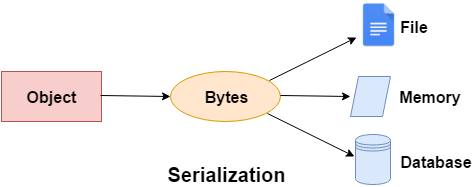 File
Object
Bytes
Memory
Database
Serialization